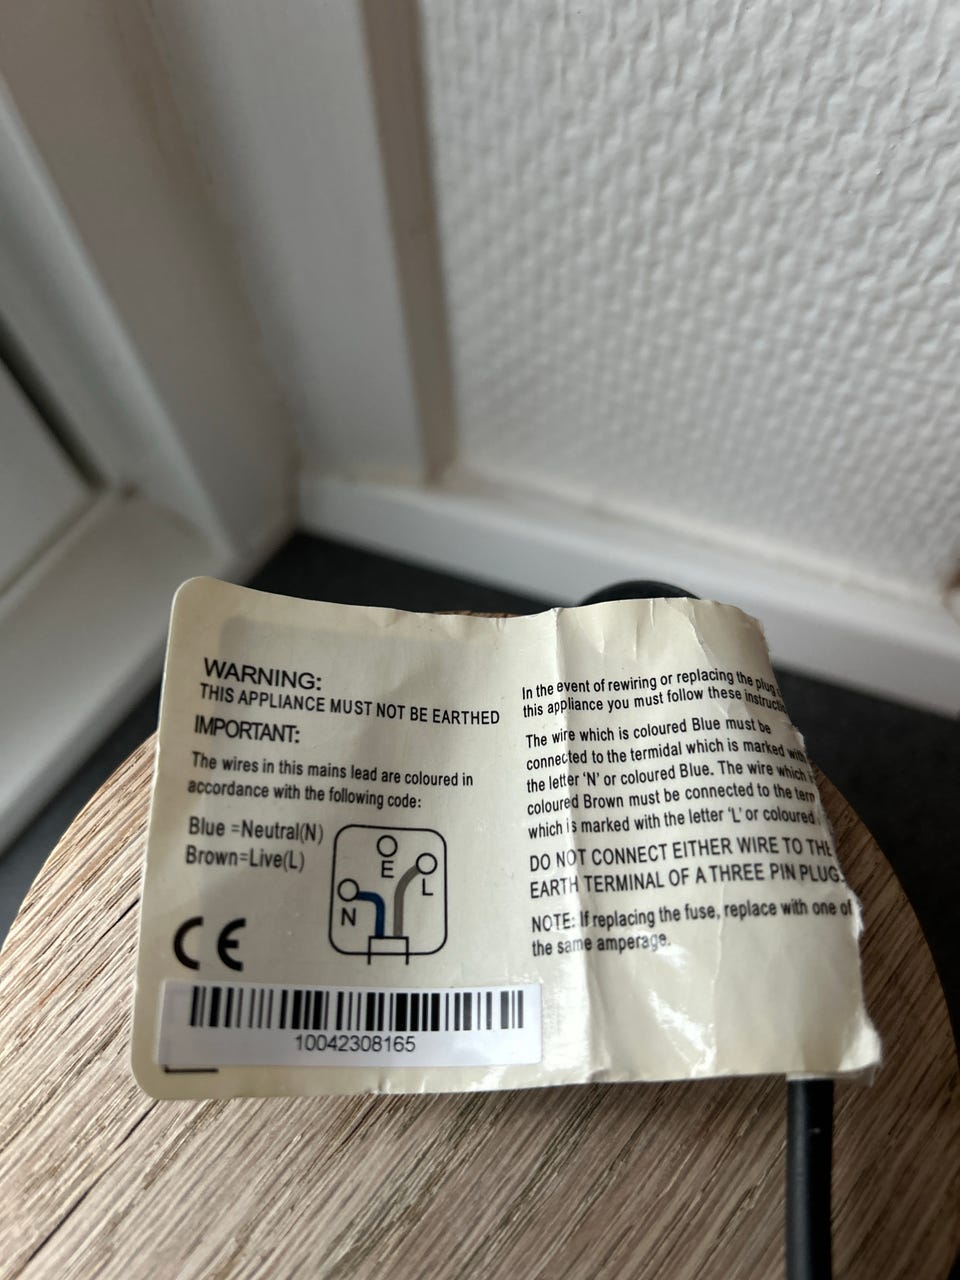 WARNING:
THIS APPLIANCE MUST NOT BE EARTHED
IMPORTANT:
The wires in this mains lead are coloured in
accordance with the following code:
Blue =Neutral(N)
Brown=Live(L)
E
L
N
CE
10042308165
In the event of rewiring or replacing the plug
this appliance you must follow these
The wire which is coloured Blue must be
connected to the termidal which is marked with
the letter ‘N’ or coloured Blue. The wire which
coloured Brown must be connected to the
which is marked with the letter ‘L’ or coloured
DO NOT CONNECT EITHER WIRE TO THE
EARTH TERMINAL OF A THREE PIN PLUG.
NOTE: If replacing the fuse, replace with one of
the same amperage.